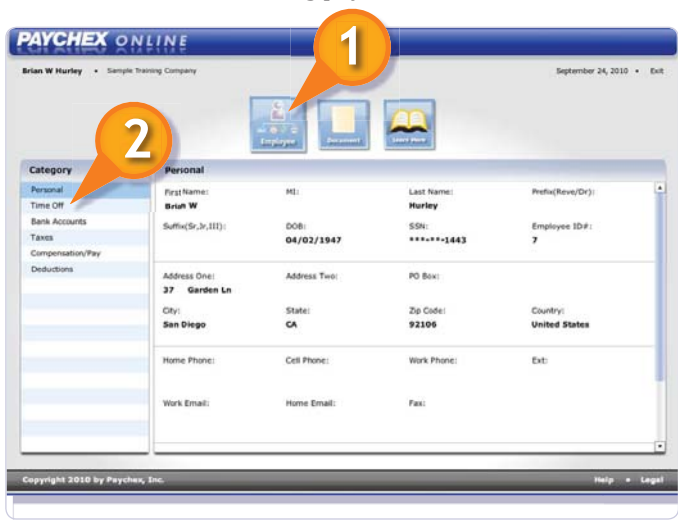 PAYCHEX ONLINE
1
Brian W Hurley • Sample Training Company September 24, 2010 • Exit
2
Employee Document Learn More
Category Personal
Personal
Time Off
Bank Accounts
Taxes
Compensation/Pay
Deductions
First Name: MI: Last Name: Prefix(Reve/Dr):
Brian W Hurley
Suffix(Sr,Jr,III): DOB: SSN: Employee ID#:
04/02/1947 ***-**-1443 7
Address One: Address Two: PO Box:
37 Garden Ln
City: State: Zip Code: Country:
San Diego CA 92106 United States
Home Phone: Cell Phone: Work Phone: Ext:
Work Email: Home Email: Fax:
Copyright 2010 by Paychex, Inc. Help • Legal